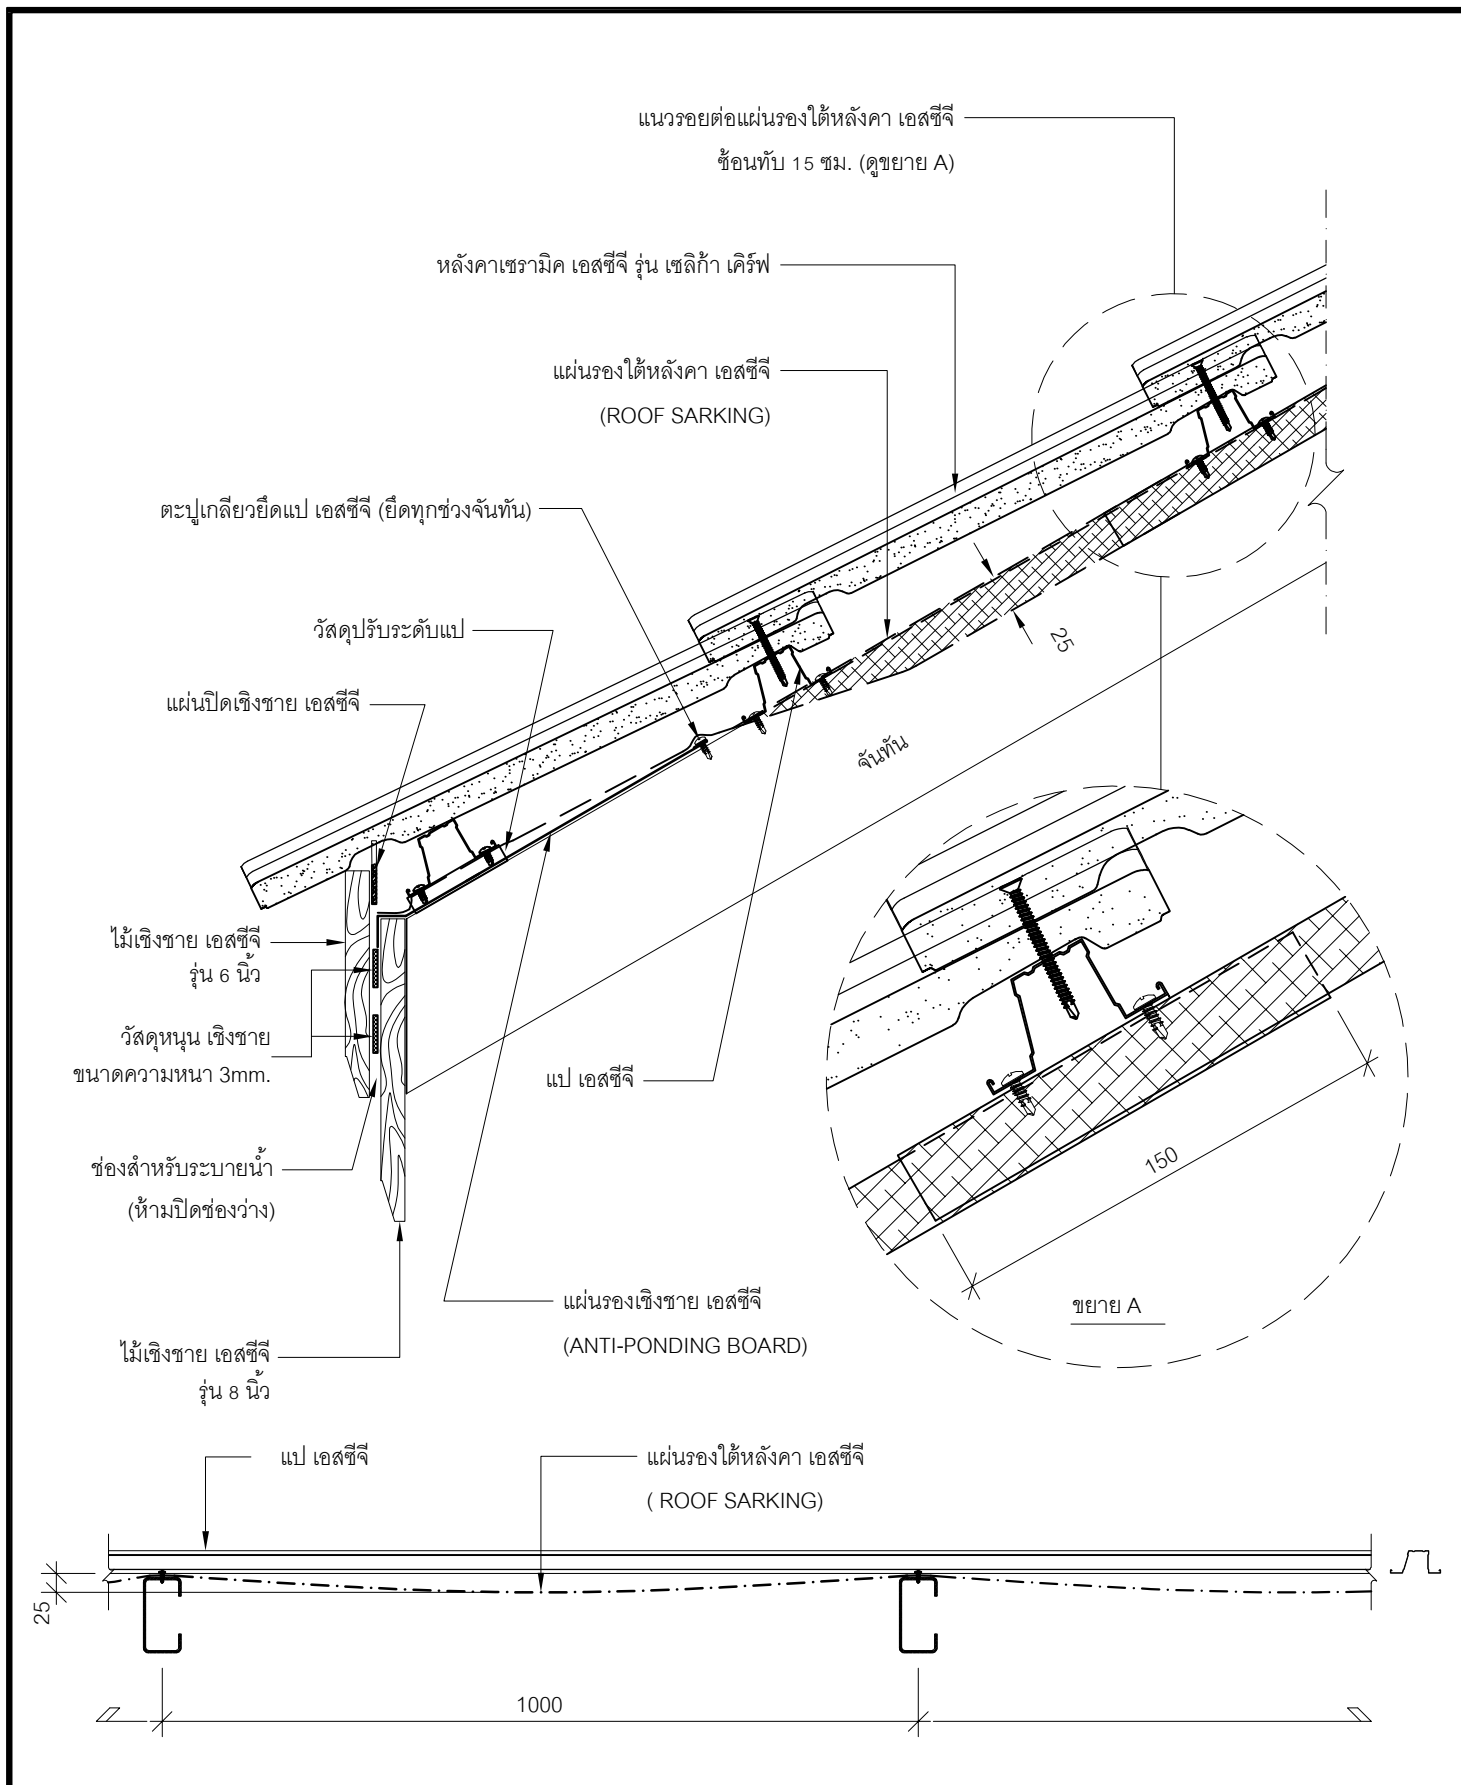 แนวรอยต่อแผ่นรองใต้หลังคา เอสซีจี
ซ้อนทับ 15 ซม. (ดูขยาย A)
หลังคาเซรามิค เอสซีจี รุ่น เซลิก้า เคิร์ฟ
แผ่นรองใต้หลังคา เอสซีจี
(ROOF SARKING)
ตะปูเกลียวยึดแป เอสซีจี (ยึดทุกช่วงจันทัน)
วัสดุปรับระดับแป
25
แผ่นปิดเชิงชาย เอสซีจี
จันทัน
ไม้เชิงชาย เอสซีจี
รุ่น 6 นิ้ว
วัสดุหนุน เชิงชาย
ขนาดความหนา 3mm.
แป เอสซีจี
ช่องสำหรับระบายน้ำ
(ห้ามปิดช่องว่าง)
150
แผ่นรองเชิงชาย เอสซีจี
(ANTI-PONDING BOARD)
ขยาย A
ไม้เชิงชาย เอสซีจี
รุ่น 8 นิ้ว
แป เอสซีจี
แผ่นรองใต้หลังคา เอสซีจี
( ROOF SARKING)
25
1000